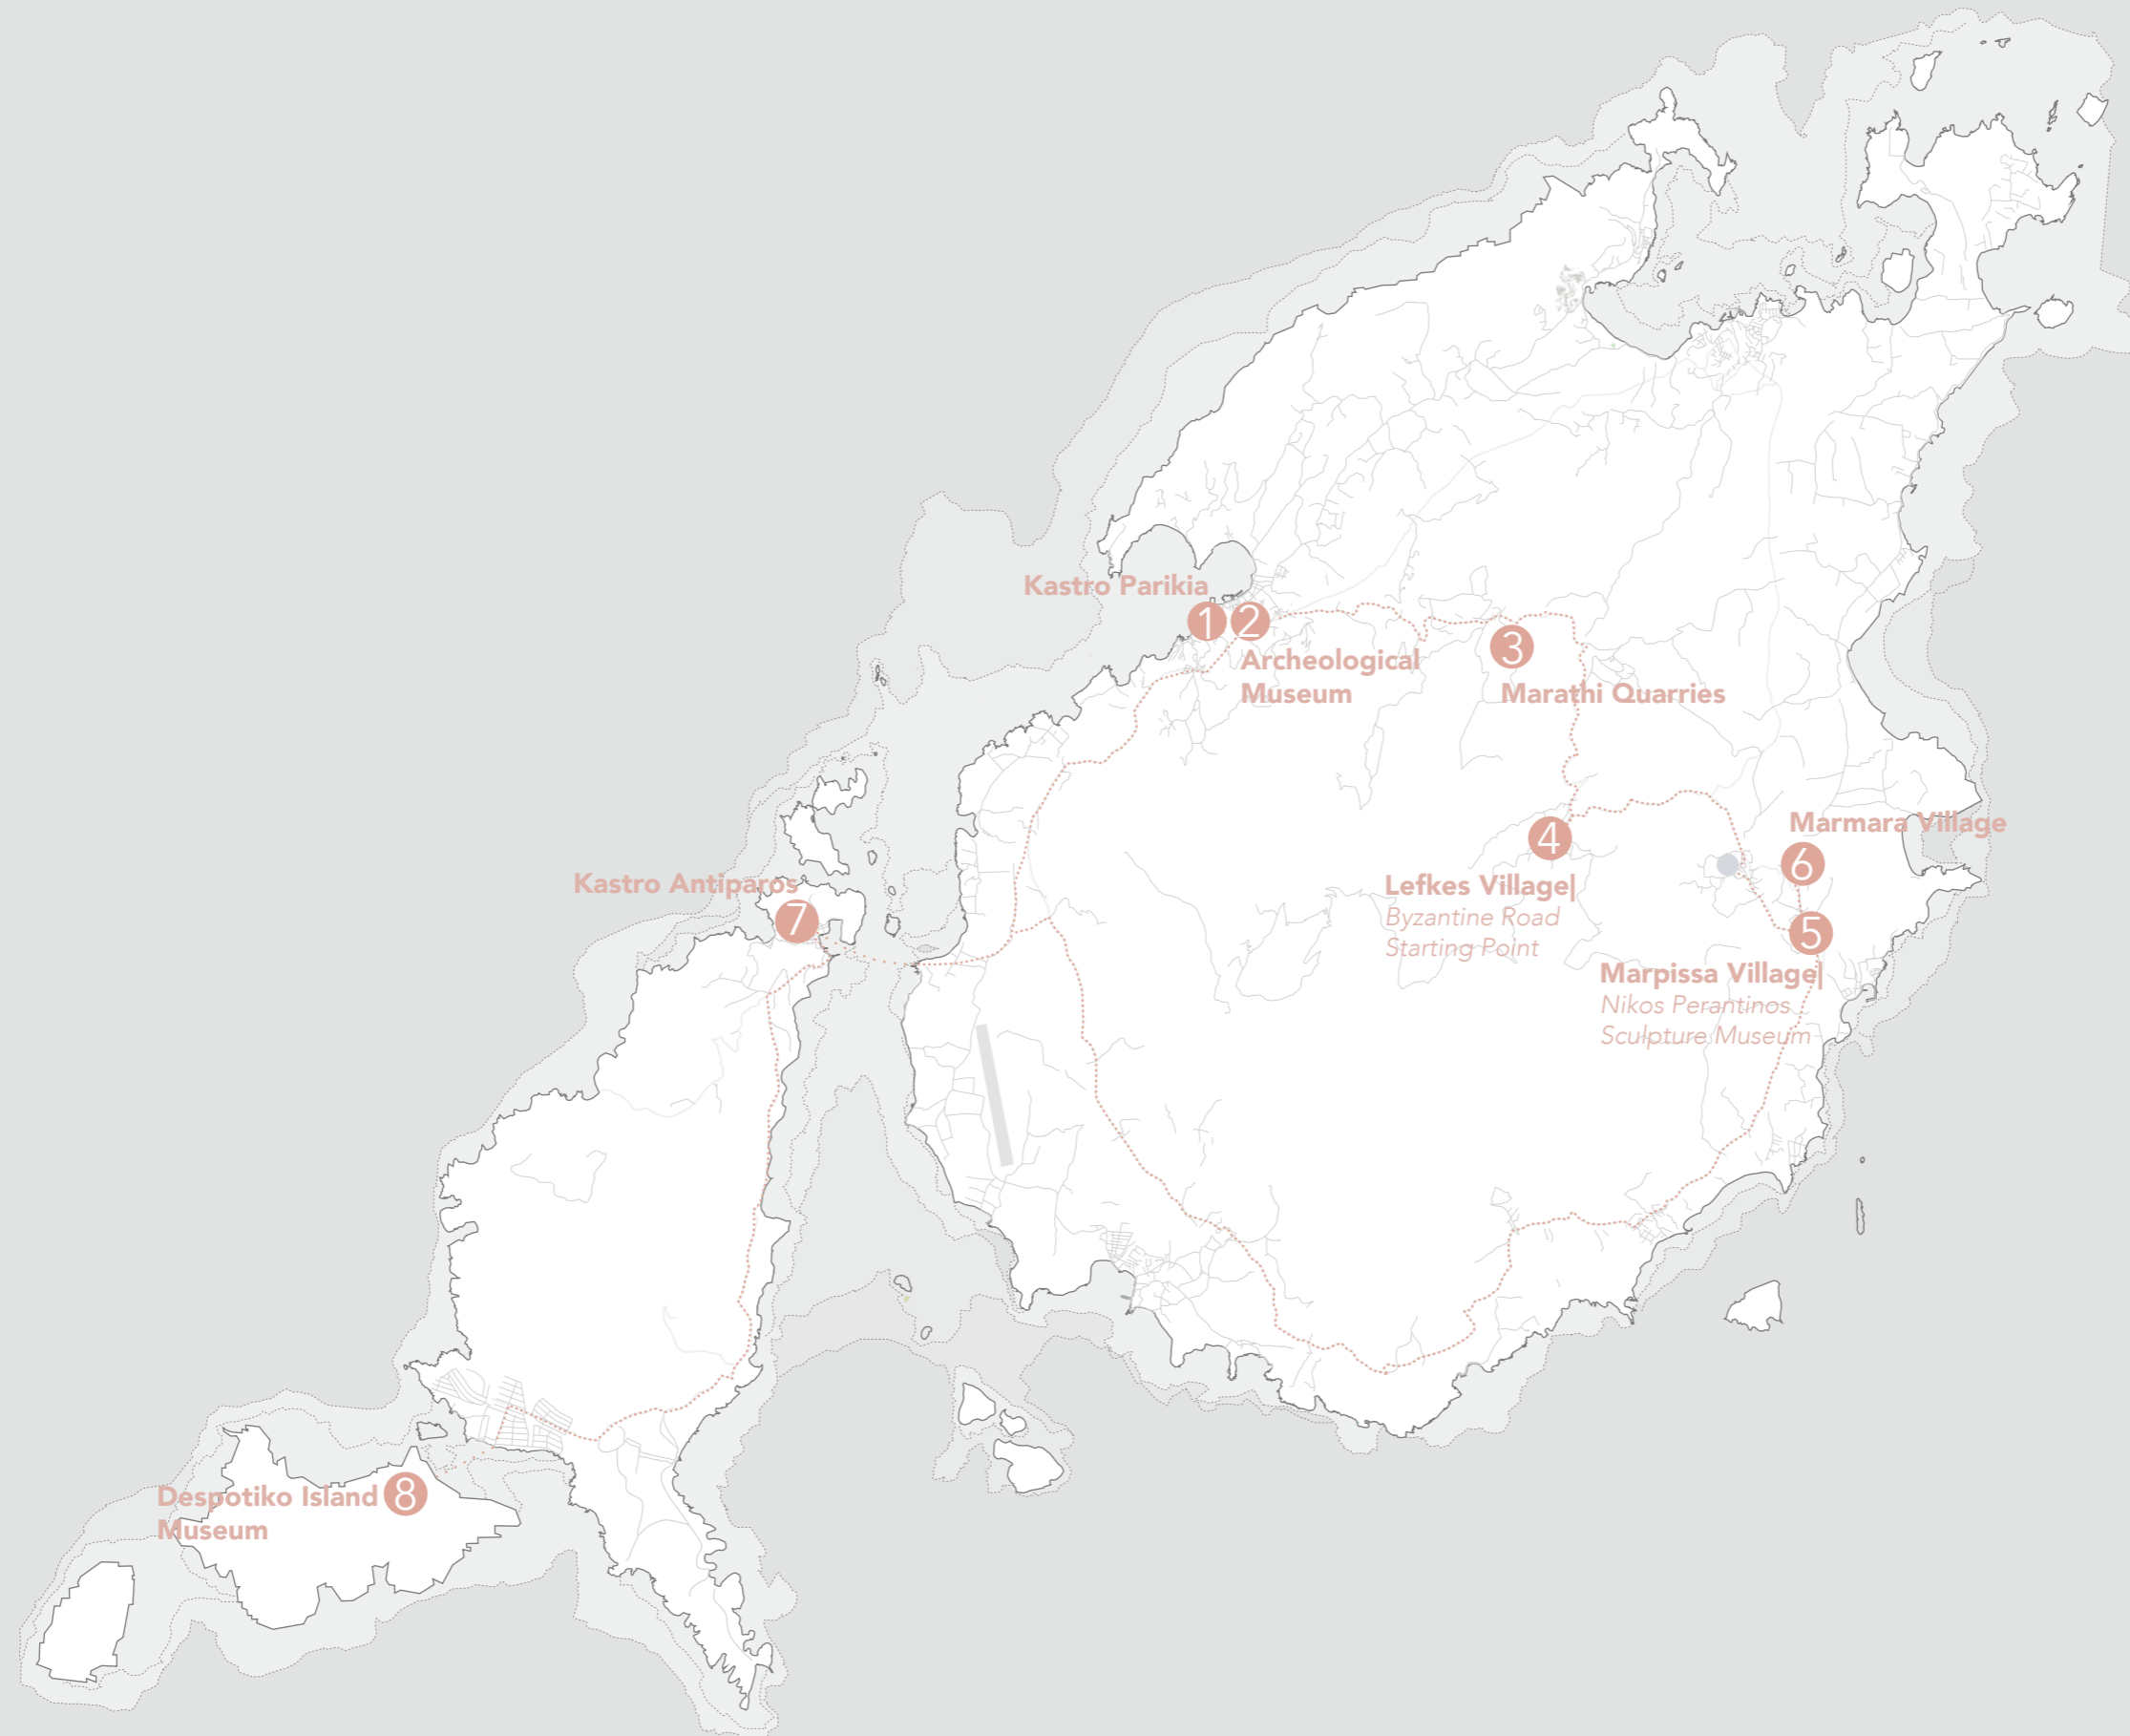 Kastro Parikia
1
2
Archeological
Museum
3
Marathi Quarries
4
Lefkes Village|
Byzantine Road
Starting Point
Marmara Village
6
5
Marpissa Village|
Nikos Perantinos
Sculpture Museum
Kastro Antiparos
7
Despotiko Island
Museum
8